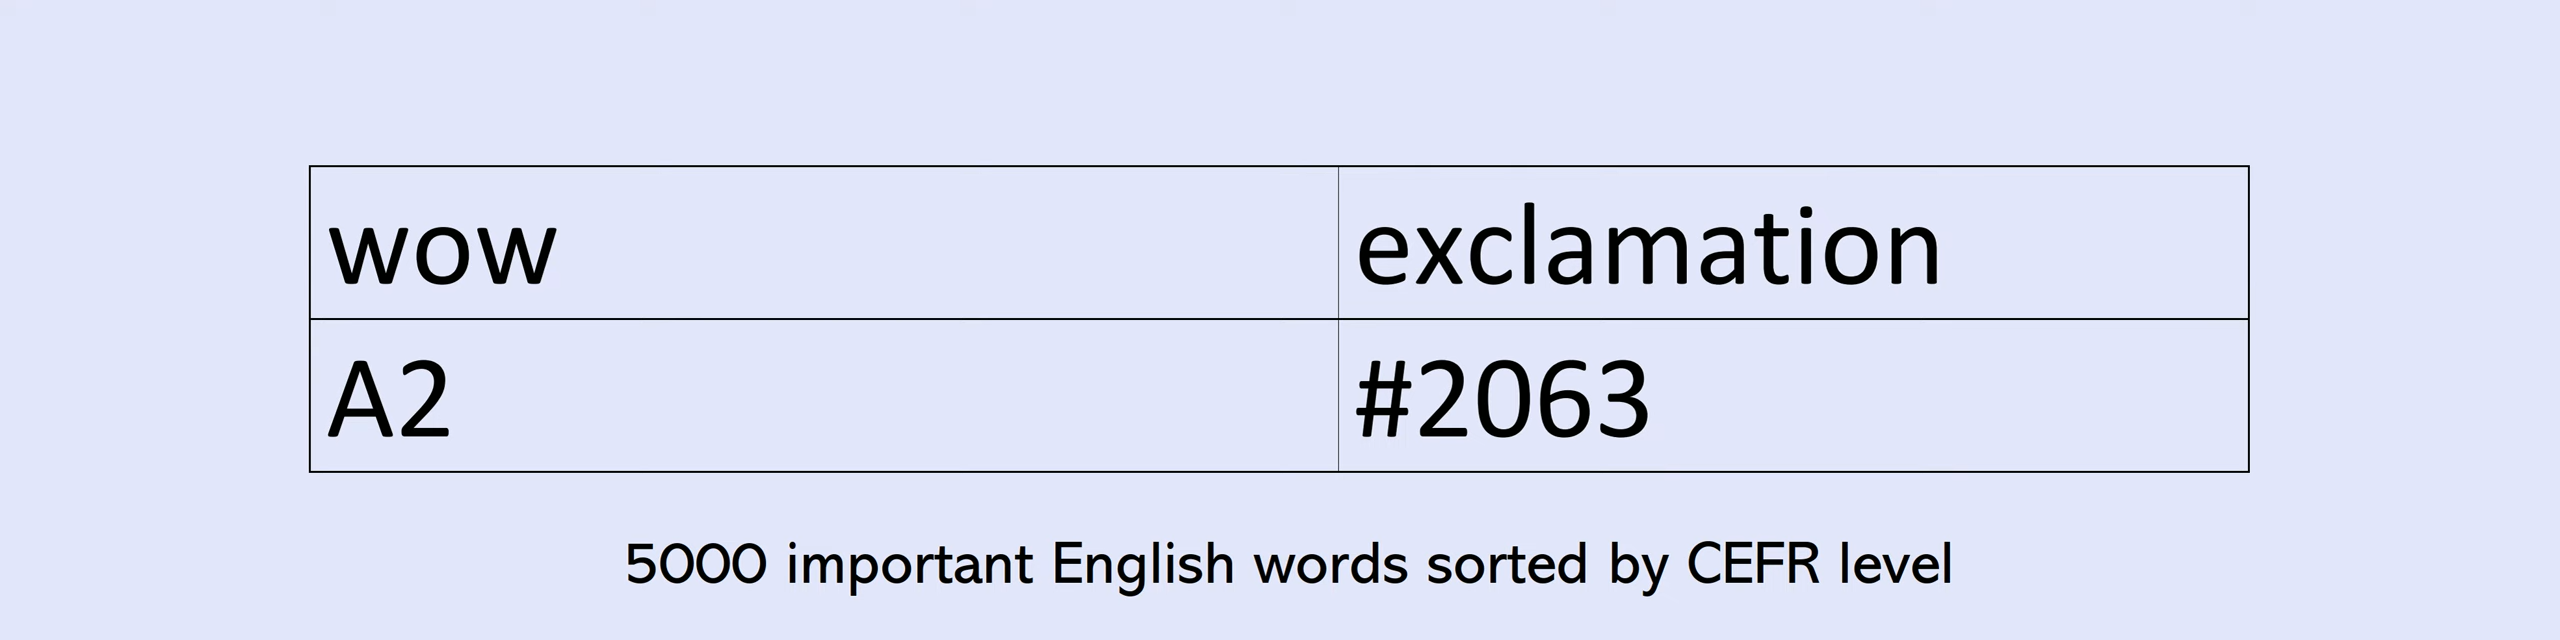 wow exclamation
A2 #2063
5000 important English words sorted by CEFR level